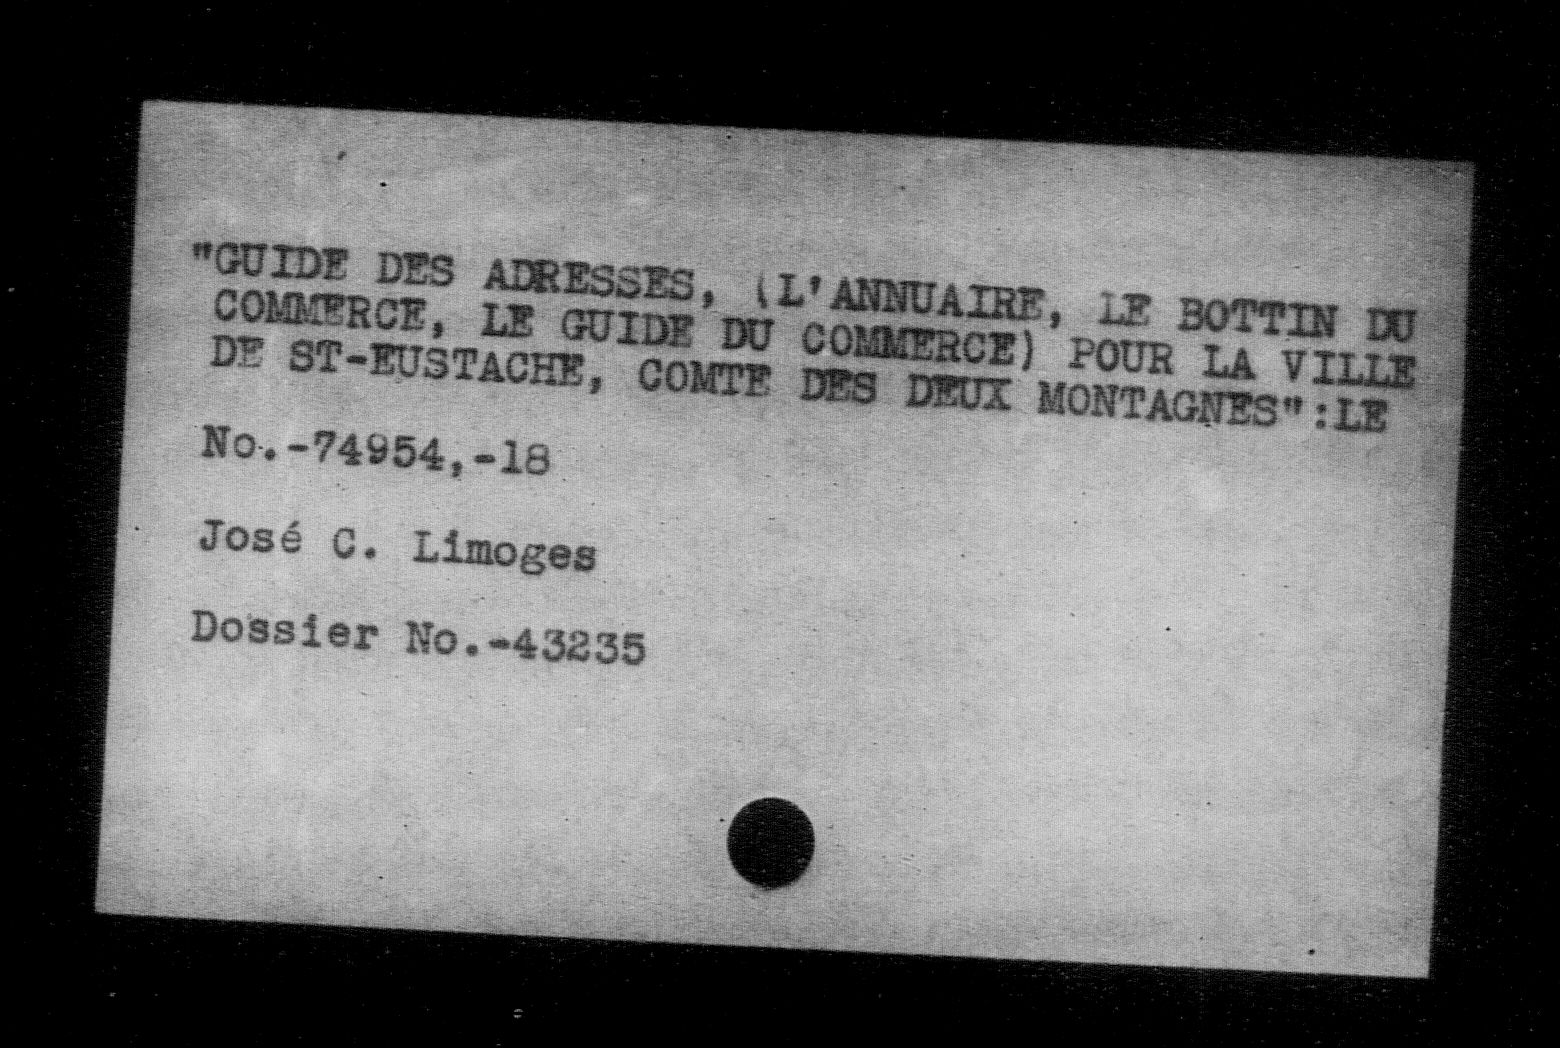 "GUIDE DES ADRESSES, (L'ANNUAIRE, LE BOTTIN DU
COMMERCE, LE GUIDE DU COMMERCE) POUR LA VILLE
DE ST-EUSTACHE, COMTE DES DEUX MONTAGNES":LE
No.-74954,-18
José C. Limoges
Dossier No.-43235